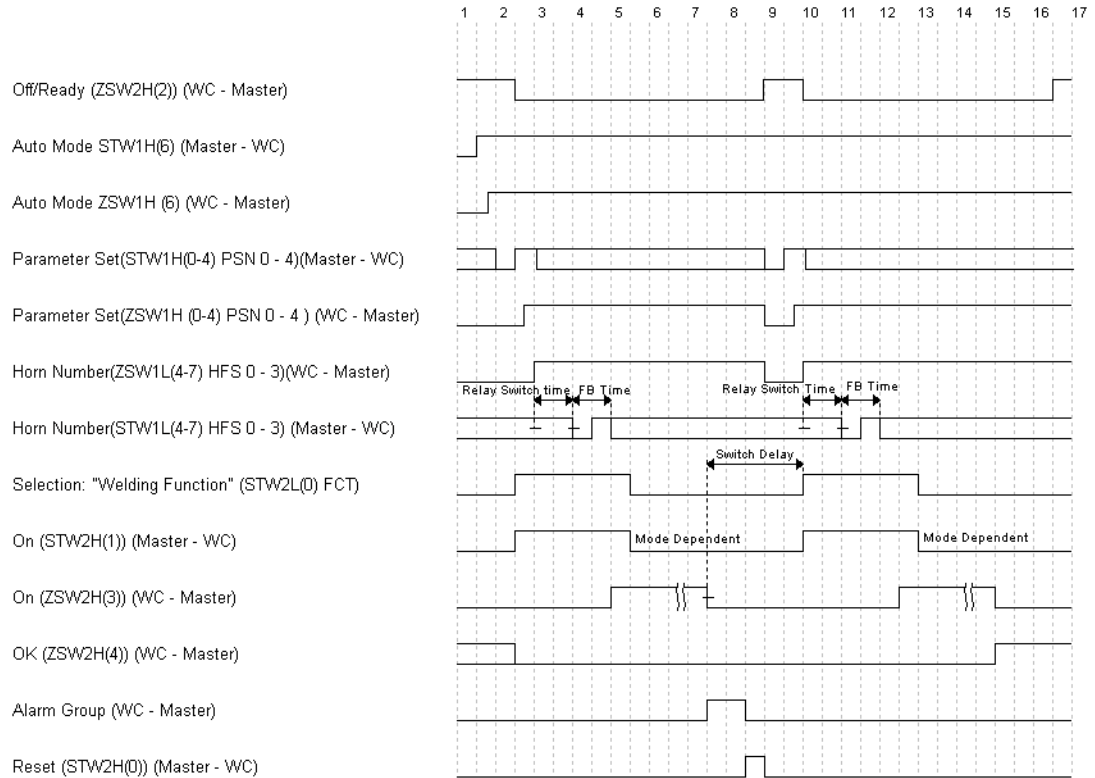 1 2 3 4 5 6 7 8 9 10 11 12 13 14 15 16 17
Off/Ready (ZSW2H(2)) (WC - Master)
Auto Mode STW1H(6) (Master - WC)
Auto Mode ZSW1H (6) (WC - Master)
Parameter Set(STW1H(0-4) PSN 0 - 4)(Master - WC)
Parameter Set(ZSW1H (0-4) PSN 0 - 4 ) (WC - Master)
Horn Number(ZSW1L(4-7) HFS 0 - 3)(WC - Master)
Relay Switch time FB Time Relay Switch Time FB Time
Horn Number(STW1L(4-7) HFS 0 - 3) (Master - WC)
Switch Delay
Selection: "Welding Function" (STW2L(0) FCT)
On (STW2H(1)) (Master - WC) Mode Dependent Mode Dependent
On (ZSW2H(3)) (WC - Master)
OK (ZSW2H(4)) (WC - Master)
Alarm Group (WC - Master)
Reset (STW2H(0)) (Master - WC)